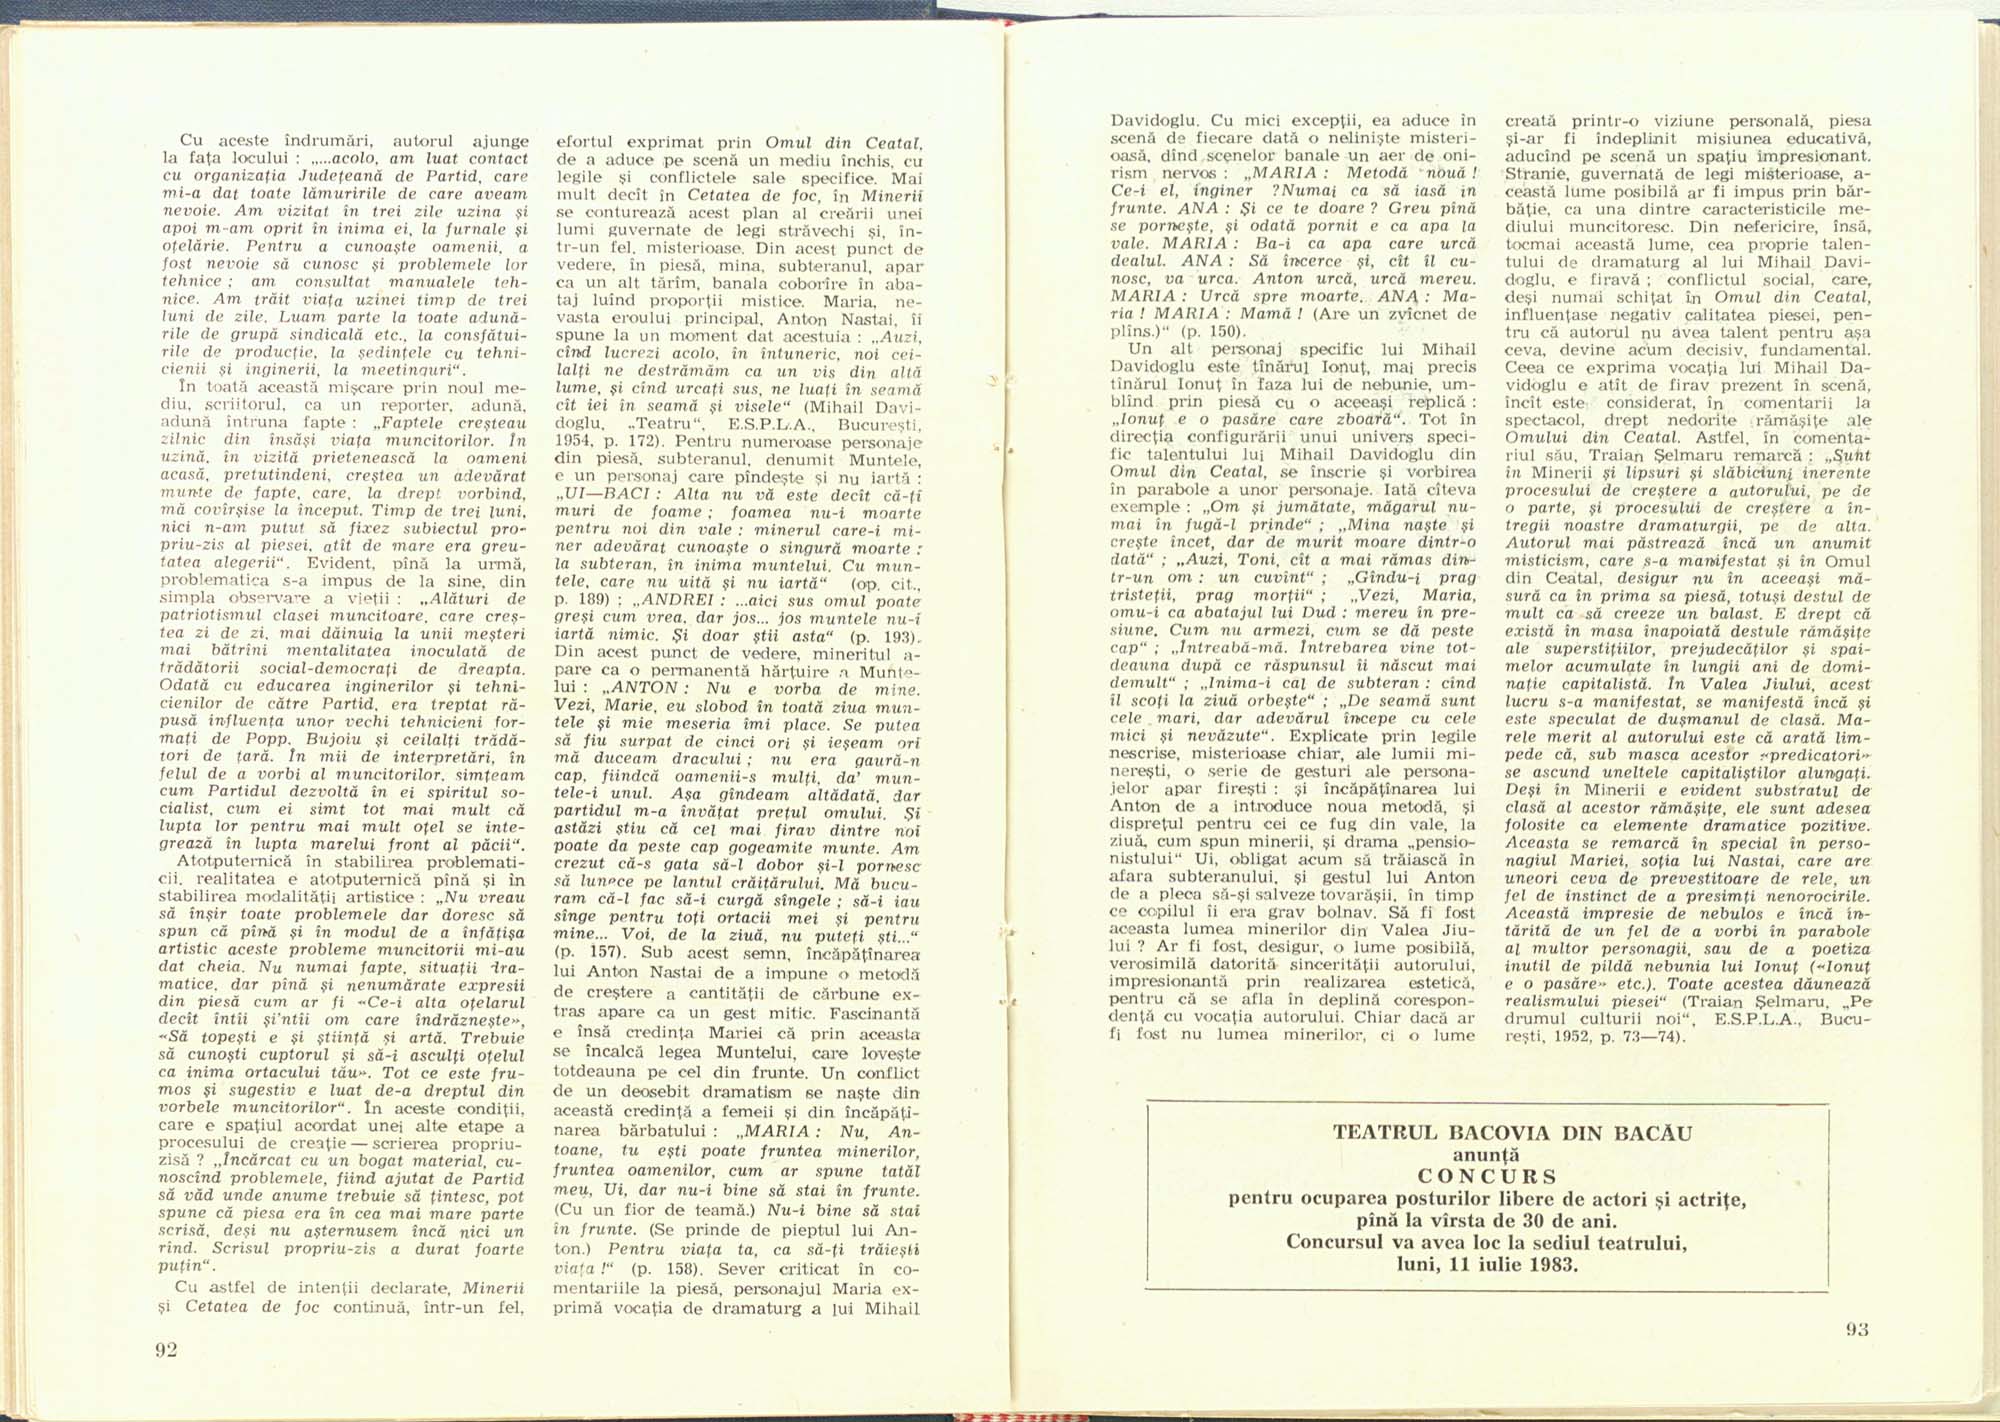 Cu aceste îndrumări, autorul ajunge
la fața locului : „...acolo, am luat contact
cu organizația Județeană de Partid, care
mi-a dat toate lămuririle de care aveam
nevoie. Am vizitat în trei zile uzina și
apoi m-am oprit în inima ei, la furnale și
oțelărie. Pentru a cunoaște oamenii, a
fost nevoie să cunosc și problemele lor
tehnice ; am consultat manualele teh-
nice. Am trăit viața uzinei timp de trei
luni de zile. Luam parte la toate adună-
rile de grupă sindicală etc., la consfătui-
rile de producție, la ședințele cu tehni-
cienii și inginerii, la meetinguri“.
În toată această mișcare prin noul me-
diu, scriitorul, ca un reporter, adună,
adună întruna fapte : „Faptele creșteau
zilnic din însăși viața muncitorilor. În
uzină, în vizită prietenească la oameni
acasă, pretutindeni, creștea un adevărat
munte de fapte, care, la drept vorbind,
mă covîrșise la început. Timp de trei luni,
nici n-am putut să fixez subiectul pro-
priu-zis al piesei, atît de mare era greu-
tatea alegerii“. Evident, pînă la urmă,
problematica s-a impus de la sine, din
simpla observare a vieții : „Alături de
patriotismul clasei muncitoare, care creș-
tea zi de zi, mai dăinuia la unii meșteri
mai bătrîni mentalitatea inoculată de
trădătorii social-democrați de dreapta.
Odată cu educarea inginerilor și tehni-
cienilor de către Partid, era treptat ră-
pusă influența unor vechi tehnicieni for-
mați de Popp, Bujoiu și ceilalți trădă-
tori de țară. În mii de interpretări, în
felul de a vorbi al muncitorilor, simțeam
cum Partidul dezvoltă în ei spiritul so-
cialist, cum ei simt tot mai mult că
lupta lor pentru mai mult oțel se inte-
grează în lupta marelui front al păcii“.
Atotputernică în stabilirea problemati-
cii, realitatea e atotputernică pînă și în
stabilirea modalității artistice : „Nu vreau
să înșir toate problemele dar doresc să
spun că pînă și în modul de a înfățișa
artistic aceste probleme muncitorii mi-au
dat cheia. Nu numai fapte, situații dra-
matice, dar pînă și nenumărate expresii
din piesă cum ar fi «Ce-i alta oțelarul
decît întîi și'ntîi om care îndrăznește»,
«Să topești e și știință și artă. Trebuie
să cunoști cuptorul și să-i asculți oțelul
ca inima ortacului tău». Tot ce este fru-
mos și sugestiv e luat de-a dreptul din
vorbele muncitorilor“. În aceste condiții,
care e spațiul acordat unei alte etape a
procesului de creație — scrierea propriu-
zisă ? „Încărcat cu un bogat material, cu-
noscînd problemele, fiind ajutat de Partid
să văd unde anume trebuie să țintesc, pot
spune că piesa era în cea mai mare parte
scrisă, deși nu așternusem încă nici un
rînd. Scrisul propriu-zis a durat foarte
puțin“.
Cu astfel de intenții declarate, Minerii
și Cetatea de foc continuă, într-un fel,
efortul exprimat prin Omul din Ceatal,
de a aduce pe scenă un mediu închis, cu
legile și conflictele sale specifice. Mai
mult decît în Cetatea de foc, în Minerii
se conturează acest plan al creării unei
lumi guvernate de legi străvechi și, în-
tr-un fel, misterioase. Din acest punct de
vedere, în piesă, mina, subteranul, apar
ca un alt tărîm, banala coborîre în aba-
taj luînd proporții mistice. Maria, ne-
vasta eroului principal, Anton Nastai, îi
spune la un moment dat acestuia : „Auzi,
cînd lucrezi acolo, în întuneric, noi cei-
lalți ne destrămăm ca un vis din altă
lume, și cînd urcați sus, ne luați în seamă
cît iei în seamă și visele“ (Mihail Davi-
doglu, „Teatru“, E.S.P.L.A., București,
1954, p. 172). Pentru numeroase personaje
din piesă, subteranul, denumit Muntele,
e un personaj care pîndește și nu iartă :
„UI—BACI : Alta nu vă este decît că-ți
muri de foame ; foamea nu-i moarte
pentru noi din vale : minerul care-i mi-
ner adevărat cunoaște o singură moarte :
la subteran, în inima muntelui. Cu mun-
tele, care nu uită și nu iartă“ (op. cit.,
p. 189) ; „ANDREI : ...aici sus omul poate
greși cum vrea, dar jos... jos muntele nu-i
iartă nimic. Și doar știi asta“ (p. 193).
Din acest punct de vedere, mineritul a-
pare ca o permanentă hărțuire a Munte-
lui : „ANTON : Nu e vorba de mine.
Vezi, Marie, eu slobod în toată ziua mun-
tele și mie meseria îmi place. Se putea
să fiu surpat de cinci ori și ieșeam ori
mă duceam dracului ; nu era gaură-n
cap, fiindcă oamenii-s mulți, da' mun-
tele-i unul. Așa gîndeam altădată, dar
partidul m-a învățat prețul omului. Și
astăzi știu că cel mai firav dintre noi
poate da peste cap gogeamite munte. Am
crezut că-s gata să-l dobor și-l pornesc
să lunece pe lantul crăițărului. Mă bucu-
ram că-l fac să-i curgă sîngele ; să-i iau
sînge pentru toți ortacii mei și pentru
mine... Voi, de la ziuă, nu puteți ști...“
(p. 157). Sub acest semn, încăpățînarea
lui Anton Nastai de a impune o metodă
de creștere a cantității de cărbune ex-
tras apare ca un gest mitic. Fascinantă
e însă credința Mariei că prin aceasta
se încalcă legea Muntelui, care lovește
totdeauna pe cel din frunte. Un conflict
de un deosebit dramatism se naște din
această credință a femeii și din încăpăți-
narea bărbatului : „MARIA : Nu, An-
toane, tu ești poate fruntea minerilor,
fruntea oamenilor, cum ar spune tatăl
meu, Ui, dar nu-i bine să stai în frunte.
(Cu un fior de teamă.) Nu-i bine să stai
în frunte. (Se prinde de pieptul lui An-
ton.) Pentru viața ta, ca să-ți trăiești
viața !“ (p. 158). Sever criticat în co-
mentariile la piesă, personajul Maria ex-
primă vocația de dramaturg a lui Mihail
92
Davidoglu. Cu mici excepții, ea aduce în
scenă de fiecare dată o neliniște misteri-
oasă, dînd scenelor banale un aer de oni-
rism nervos : „MARIA : Metodă nouă !
Ce-i el, inginer ?Numai ca să iasă in
frunte. ANA : Și ce te doare ? Greu pînă
se pornește, și odată pornit e ca apa la
vale. MARIA : Ba-i ca apa care urcă
dealul. ANA : Să încerce și, cît îl cu-
nosc, va urca. Anton urcă, urcă mereu.
MARIA : Urcă spre moarte. ANA : Ma-
ria ! MARIA : Mamă ! (Are un zvîcnet de
plîns.)“ (p. 150).
Un alt personaj specific lui Mihail
Davidoglu este tînărul Ionuț, mai precis
tînărul Ionuț în faza lui de nebunie, um-
blînd prin piesă cu o aceeași replică :
„Ionuț e o pasăre care zboară“. Tot în
direcția configurării unui univers speci-
fic talentului lui Mihail Davidoglu din
Omul din Ceatal, se înscrie și vorbirea
în parabole a unor personaje. Iată cîteva
exemple : „Om și jumătate, măgarul nu-
mai în fugă-l prinde“ ; „Mina naște și
crește încet, dar de murit moare dintr-o
dată“ ; „Auzi, Toni, cît a mai rămas din-
tr-un om : un cuvînt“ ; „Gîndu-i prag
tristeții, prag morții“ ; „Vezi, Maria,
omu-i ca abatajul lui Dud : mereu în pre-
siune. Cum nu armezi, cum se dă peste
cap“ ; „Întreabă-mă. Întrebarea vine tot-
deauna după ce răspunsul îi născut mai
demult“ ; „Inima-i cal de subteran : cînd
îl scoți la ziuă orbește“ ; „De seamă sunt
cele mari, dar adevărul începe cu cele
mici și nevăzute“. Explicate prin legile
nescrise, misterioase chiar, ale lumii mi-
nerești, o serie de gesturi ale persona-
jelor apar firești : și încăpățînarea lui
Anton de a introduce noua metodă, și
disprețul pentru cei ce fug din vale, la
ziuă, cum spun minerii, și drama „pensio-
nistului“ Ui, obligat acum să trăiască în
afara subteranului, și gestul lui Anton
de a pleca să-și salveze tovarășii, în timp
ce copilul îi era grav bolnav. Să fi fost
aceasta lumea minerilor din Valea Jiu-
lui ? Ar fi fost, desigur, o lume posibilă,
verosimilă datorită sincerității autorului,
impresionantă prin realizarea estetică,
pentru că se afla în deplină corespon-
dență cu vocația autorului. Chiar dacă ar
fi fost nu lumea minerilor, ci o lume
creată printr-o viziune personală, piesa
și-ar fi îndeplinit misiunea educativă,
aducînd pe scenă un spațiu impresionant.
Stranie, guvernată de legi misterioase, a-
ceastă lume posibilă ar fi impus prin băr-
băție, ca una dintre caracteristicile me-
diului muncitoresc. Din nefericire, însă,
tocmai această lume, cea proprie talen-
tului de dramaturg al lui Mihail Davi-
doglu, e firavă ; conflictul social, care,
deși numai schițat în Omul din Ceatal,
influențase negativ calitatea piesei, pen-
tru că autorul nu avea talent pentru așa
ceva, devine acum decisiv, fundamental.
Ceea ce exprima vocația lui Mihail Da-
vidoglu e atît de firav prezent în scenă,
încît este considerat, în comentarii la
spectacol, drept nedorite rămășițe ale
Omului din Ceatal. Astfel, în comenta-
riul său, Traian Șelmaru remarcă : „Sunt
în Minerii și lipsuri și slăbiciuni inerente
procesului de creștere a autorului, pe de
o parte, și procesului de creștere a în-
tregii noastre dramaturgii, pe de alta.
Autorul mai păstrează încă un anumit
misticism, care s-a manifestat și în Omul
din Ceatal, desigur nu în aceeași mă-
sură ca în prima sa piesă, totuși destul de
mult ca să creeze un balast. E drept că
există în masa înapoiată destule rămășițe
ale superstițiilor, prejudecăților și spai-
melor acumulate în lungii ani de domi-
nație capitalistă. În Valea Jiului, acest
lucru s-a manifestat, se manifestă încă și
este speculat de dușmanul de clasă. Ma-
rele merit al autorului este că arată lim-
pede că, sub masca acestor «predicatori»
se ascund uneltele capitaliștilor alungați.
Deși în Minerii e evident substratul de
clasă al acestor rămășițe, ele sunt adesea
folosite ca elemente dramatice pozitive.
Aceasta se remarcă în special în perso-
nagiul Mariei, soția lui Nastai, care are
uneori ceva de prevestitoare de rele, un
fel de instinct de a presimți nenorocirile.
Această impresie de nebulos e încă în-
tărită de un fel de a vorbi în parabole
al multor personagii, sau de a poetiza
inutil de pildă nebunia lui Ionuț («Ionuț
e o pasăre» etc.). Toate acestea dăunează
realismului piesei“ (Traian Șelmaru, „Pe
drumul culturii noi“, E.S.P.L.A., Bucu-
rești, 1952, p. 73—74).
TEATRUL BACOVIA DIN BACĂU
anunță
CONCURS
pentru ocuparea posturilor libere de actori și actrițe,
pînă la vîrsta de 30 de ani.
Concursul va avea loc la sediul teatrului,
luni, 11 iulie 1983.
93